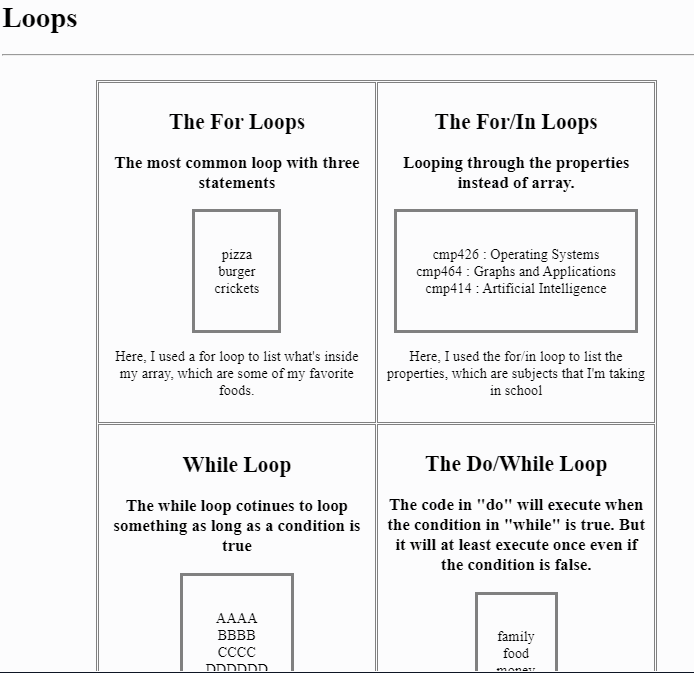 Loops
The For Loops
The most common loop with three
statements
pizza
burger
crickets
Here, I used a for loop to list what's inside
my array, which are some of my favorite
foods.
The For/In Loops
Looping through the properties
instead of array.
cmp426 : Operating Systems
cmp464 : Graphs and Applications
cmp414 : Artificial Intelligence
Here, I used the for/in loop to list the
properties, which are subjects that I'm taking
in school
While Loop
The while loop cotinues to loop
something as long as a condition is
true
AAAA
BBBB
CCCC
DDDDDD
The Do/While Loop
The code in "do" will execute when
the condition in "while" is true. But
it will at least execute once even if
the condition is false.
family
food
money